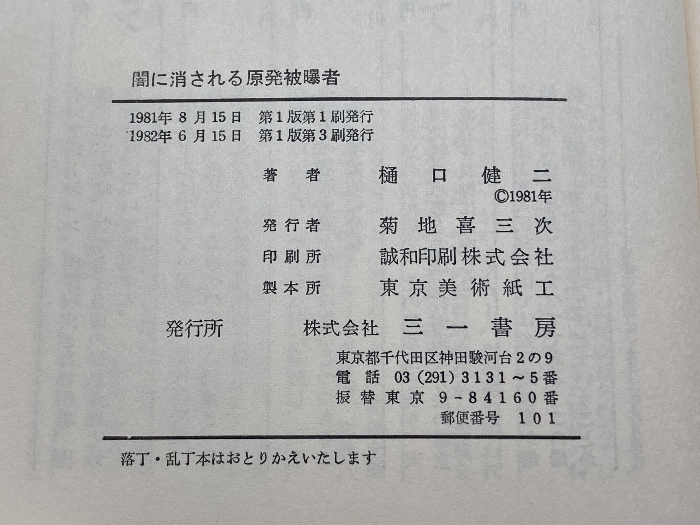 闇に消される原発被曝者
1981年8月15日 第1版第1刷発行
1982年6月15日 第1版第3刷発行
著者 樋口健二
©1981年
発行者 菊地喜三次
印刷所 誠和印刷株式会社
製本所 東京美術紙工
発行所 株式会社 三一書房
東京都千代田区神田駿河台2の9
電話 03(291)3131~5番
振替東京 9-84160番
郵便番号 101
落丁・乱丁本はおとりかえいたします